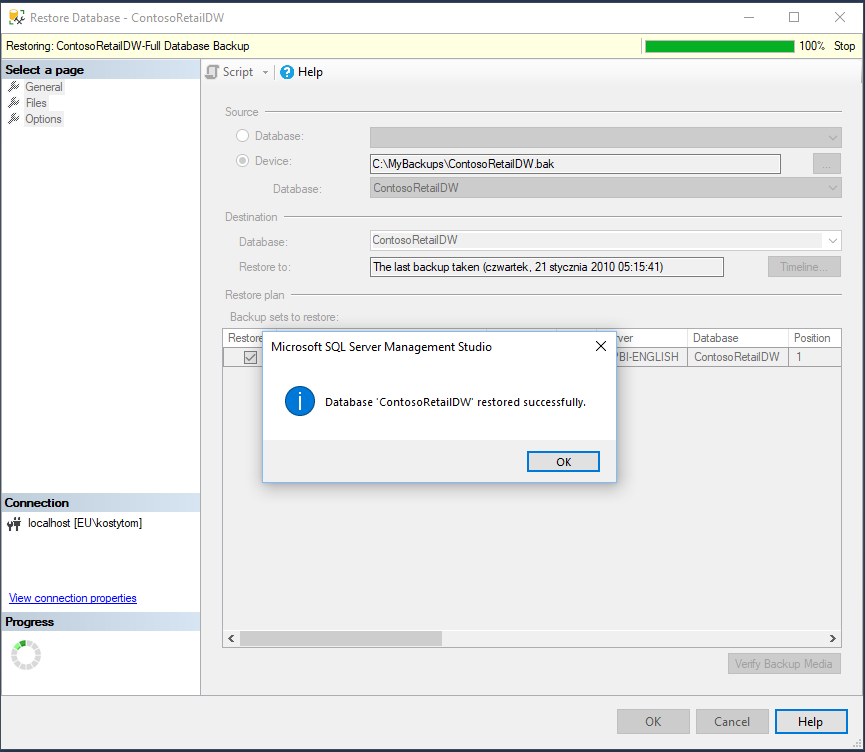 Restore Database - ContosoRetailDW
Restoring: ContosoRetailDW-Full Database Backup 100% Stop
Select a page
General
Files
Options
Script Help
Source
Database:
Device: C:\MyBackups\ContosoRetailDW.bak ...
Database: ContosoRetailDW
Destination
Database: ContosoRetailDW
Restore to: The last backup taken (czwartek, 21 stycznia 2010 05:15:41) Timeline...
Restore plan
Backup sets to restore:
Restore Database Position
ContosoRetailDW 1
Microsoft SQL Server Management Studio
Database 'ContosoRetailDW' restored successfully.
OK
Connection
localhost [EU\kostytom]
View connection properties
Progress
Verify Backup Media
OK Cancel Help